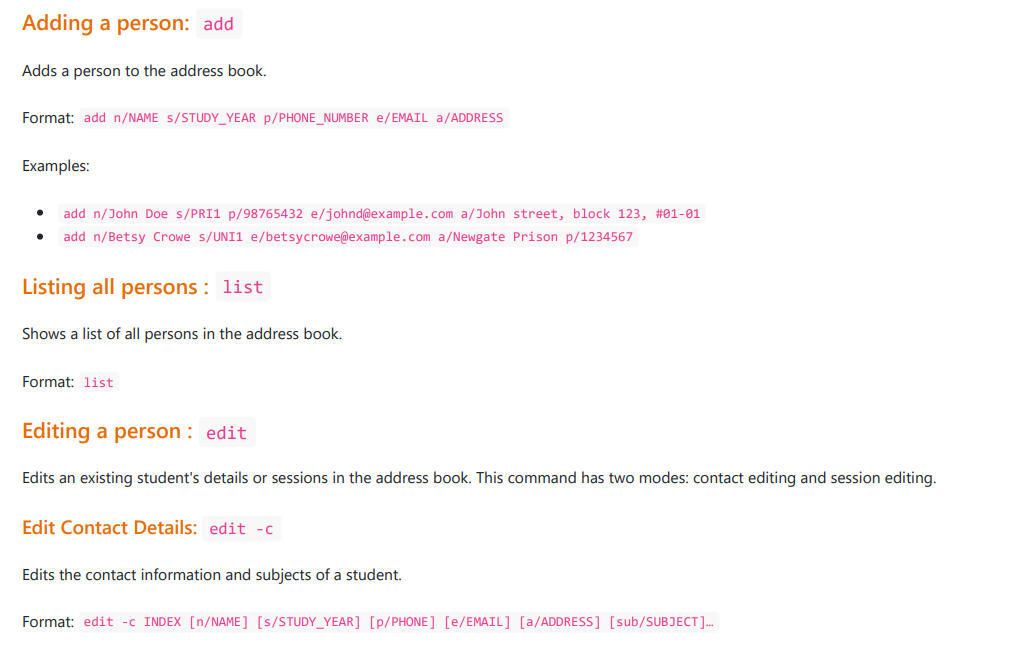 Adding a person: add
Adds a person to the address book.
Format: add n/NAME s/STUDY_YEAR p/PHONE_NUMBER e/EMAIL a/ADDRESS
Examples:
• add n/John Doe s/PRI1 p/98765432 e/johnd@example.com a/John street, block 123, #01-01
• add n/Betsy Crowe s/UNI1 e/betsycrowe@example.com a/Newgate Prison p/1234567
Listing all persons : list
Shows a list of all persons in the address book.
Format: list
Editing a person : edit
Edits an existing student's details or sessions in the address book. This command has two modes: contact editing and session editing.
Edit Contact Details: edit -c
Edits the contact information and subjects of a student.
Format: edit -c INDEX [n/NAME] [s/STUDY_YEAR] [p/PHONE] [e/EMAIL] [a/ADDRESS] [sub/SUBJECT]…